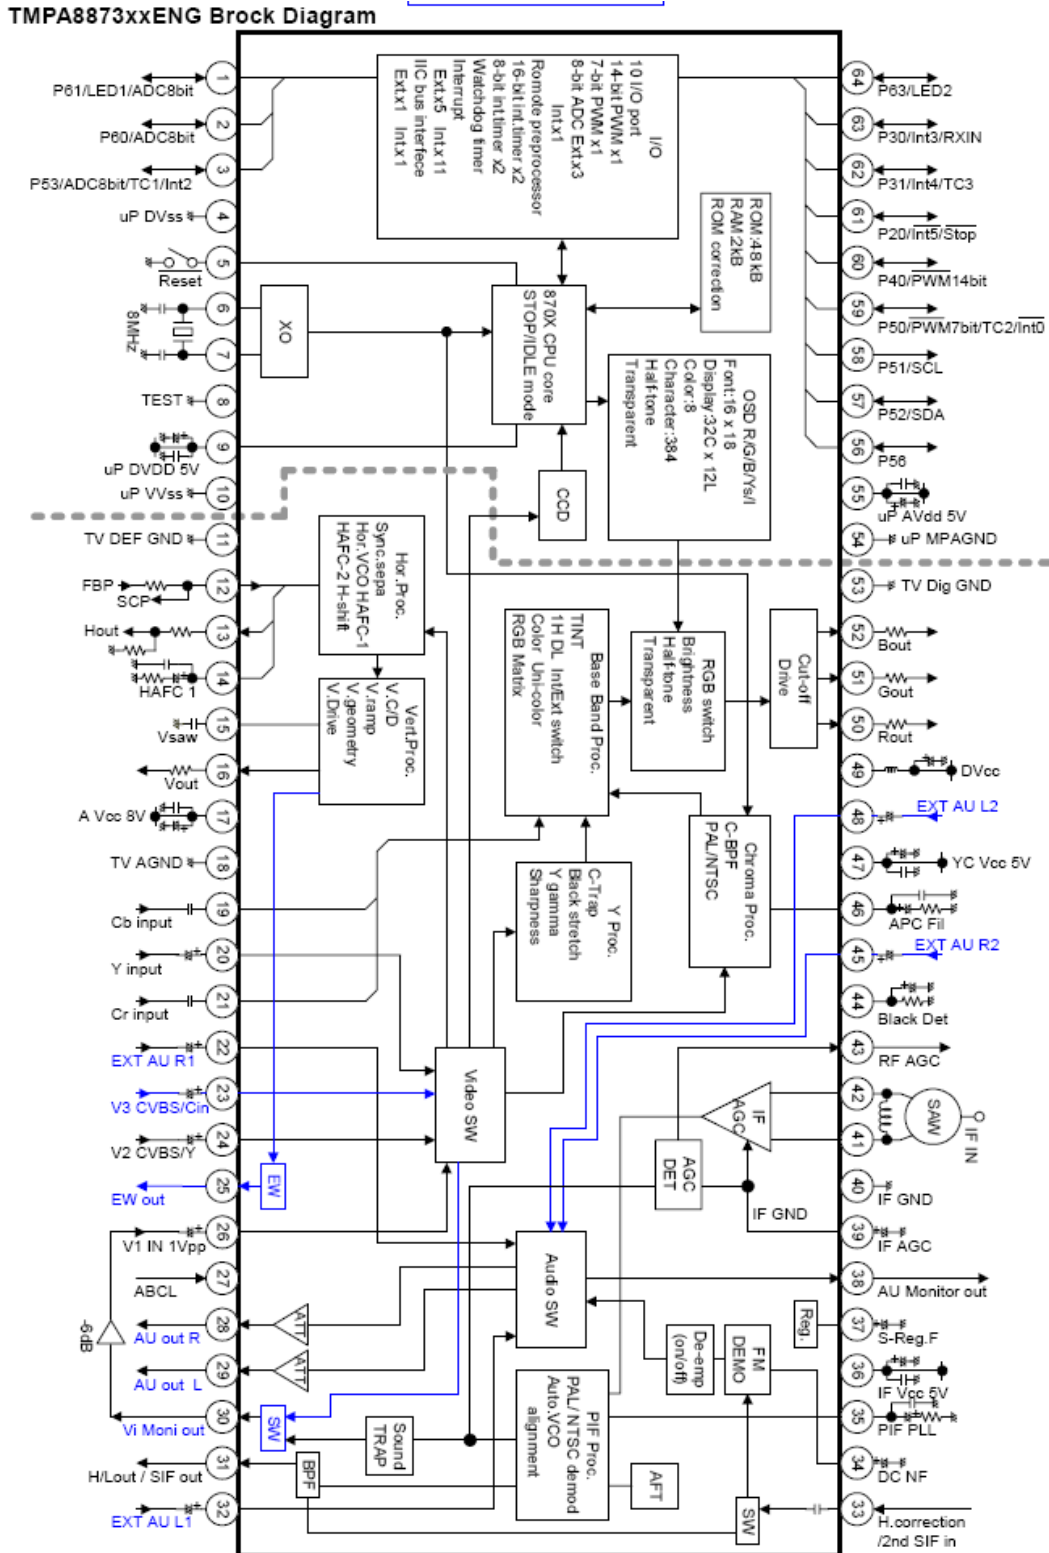 TMPA8873xxENG Brock Diagram
1
P61/LED1/ADC8bit
2
P60/ADC8bit
3
P53/ADC8bit/TC1/Int2
uP DVss
4
5
Reset
6
8MHz
7
XO
TEST
8
9
uP DVDD 5V
uP VVss
10
TV DEF GND
11
FBP
12
SCP
Hout
13
14
HAFC 1
15
Vsaw
16
Vout
A Vcc 8V
17
TV AGND
18
19
Cb input
20
Y input
21
Cr input
22
EXT AU R1
23
V3 CVBS/Cin
24
V2 CVBS/Y
25
EW out
EW
26
V1 IN 1Vpp
27
ABCL
-6dB
28
AU out R
ATT
29
AU out L
ATT
30
Vi Moni out
SW
31
H/Lout / SIF out
32
EXT AU L1
I/O
10 I/O port
14-bit PWM x1
7-bit PWM x1
8-bit ADC Ext.x3
Int.x1
Romote preprocessor
16-bit int.timer x2
8-bit int.timer x2
Watchdog timer
Interrupt
Ext.x5 Int.x11
IIC bus interfece
Ext.x1 Int.x1
ROM:48kB
RAM:2kB
ROM correction
870X CPU core
STOP/IDLE mode
OSD R/G/B/Ys/I
Font:16 x 18
Display:32C x 12L
Color:8
Character:384
Half-tone
Transparent
CCD
Hor.Proc.
Sync.sepa
Hor.VCO HAFC-1
HAFC-2 H-shift
Vert.Proc.
V.C/D
V.ramp
V.geometry
V.Drive
Base Band Proc.
TINT
1H DL Int/Ext switch
Color Uni-color
RGB Matrix
RGB switch
Brightness
Half-tone
Transparent
Cut-off
Drive
Chroma Proc.
C-BPF
PAL/NTSC
Y Proc.
C-Trap
Black stretch
Y gamma
Sharpness
Video SW
IF
AGC
AGC
DET
IF GND
Audio SW
Reg.
FM
DEMO
De-emp
(on/off)
PIF Proc.
PAL/ NTSC demod
Auto.VCO
alignment
Sound
TRAP
BPF
AFT
SW
64
P63/LED2
63
P30/Int3/RXIN
62
P31/Int4/TC3
61
P20/Int5/Stop
60
P40/PWM14bit
59
P50/PWM7bit/TC2/Int0
58
P51/SCL
57
P52/SDA
56
P56
55
uP AVdd 5V
54
uP MPAGND
53
TV Dig GND
52
Bout
51
Gout
50
Rout
49
DVcc
48
EXT AU L2
47
YC Vcc 5V
46
APC Fil
45
EXT AU R2
44
Black Det
43
RF AGC
42
SAW
IF IN
41
40
IF GND
39
IF AGC
38
AU Monitor out
37
S-Reg.F
36
IF Vcc 5V
35
PIF PLL
34
DC NF
33
H.correction
/2nd SIF in